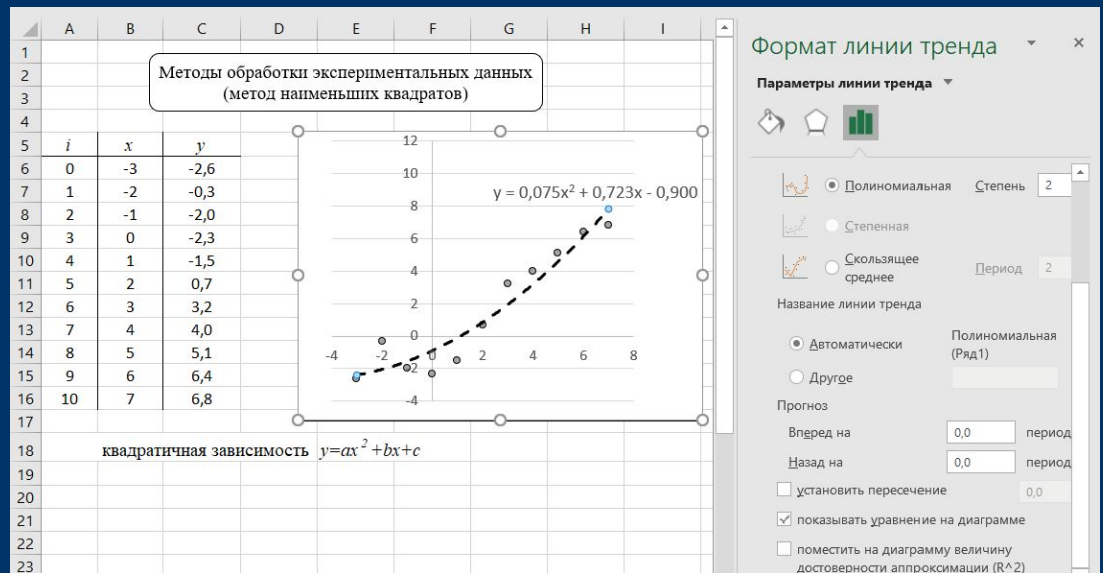 A B C D E F G H I
1
2
3
4
5
6
7
8
9
10
11
12
13
14
15
16
17
18
19
20
21
22
23
Методы обработки экспериментальных данных
(метод наименьших квадратов)
i x y
0 -3 -2,6
1 -2 -0,3
2 -1 -2,0
3 0 -2,3
4 1 -1,5
5 2 0,7
6 3 3,2
7 4 4,0
8 5 5,1
9 6 6,4
10 7 6,8
12
10
8
6
4
2
0
-2
-4
-4 -2 0 2 4 6 8
y = 0,075x² + 0,723x - 0,900
квадратичная зависимость y=ax² +bx+c
Формат линии тренда
Параметры линии тренда
Полиномиальная Степень 2
Степенная
Скользящее Период 2
среднее
Название линии тренда
Автоматически Полиномиальная
(Ряд1)
Другое
Прогноз
Вперед на 0,0 период
Назад на 0,0 период
установить пересечение 0,0
показывать уравнение на диаграмме
поместить на диаграмму величину
достоверности аппроксимации (R^2)